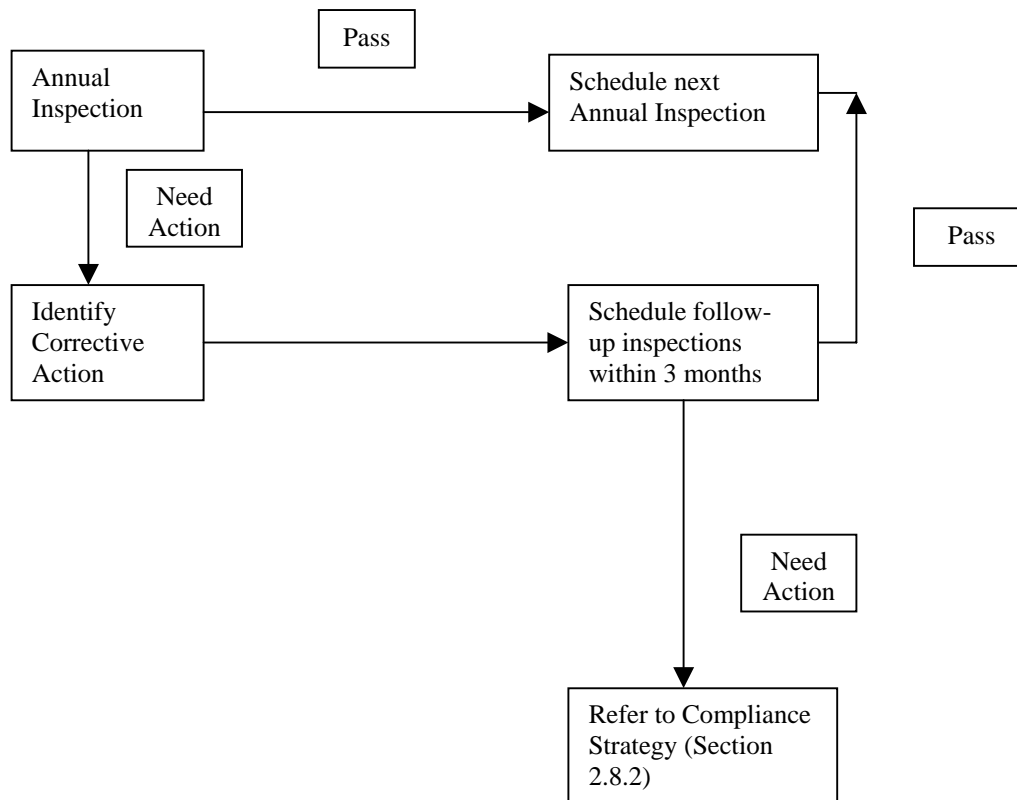 Pass
Annual
Inspection
Schedule next
Annual Inspection
Need
Action
Pass
Identify
Corrective
Action
Schedule follow-
up inspections
within 3 months
Need
Action
Refer to Compliance
Strategy (Section
2.8.2)